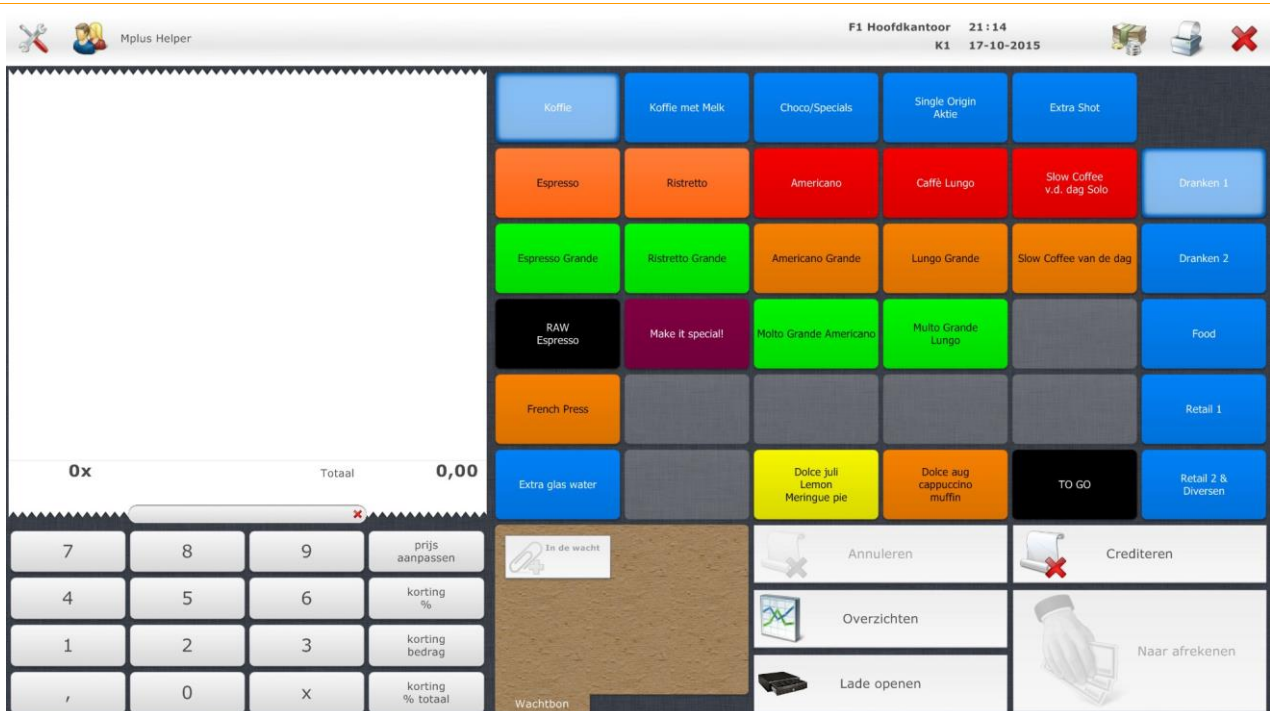 Mplus Helper
F1 Hoofdkantoor 21:14
K1 17-10-2015
Koffie
Koffie met Melk
Choco/Specials
Single Origin
Aktie
Extra Shot
Espresso
Ristretto
Americano
Caffè Lungo
Slow Coffee
v.d. dag Solo
Dranken 1
Espresso Grande
Ristretto Grande
Americano Grande
Lungo Grande
Slow Coffee van de dag
Dranken 2
RAW
Espresso
Make it special!
Molto Grande Americano
Multo Grande
Lungo
Food
French Press
Retail 1
0x Totaal 0,00
Extra glas water
Dolce juli
Lemon
Meringue pie
Dolce aug
cappuccino
muffin
TO GO
Retail 2 &
Diversen
7 8 9 prijs
aanpassen
4 5 6 korting
%
1 2 3 korting
bedrag
, 0 x korting
% totaal
In de wacht
Wachtbon
Annuleren
Crediteren
Overzichten
Lade openen
Naar afrekenen